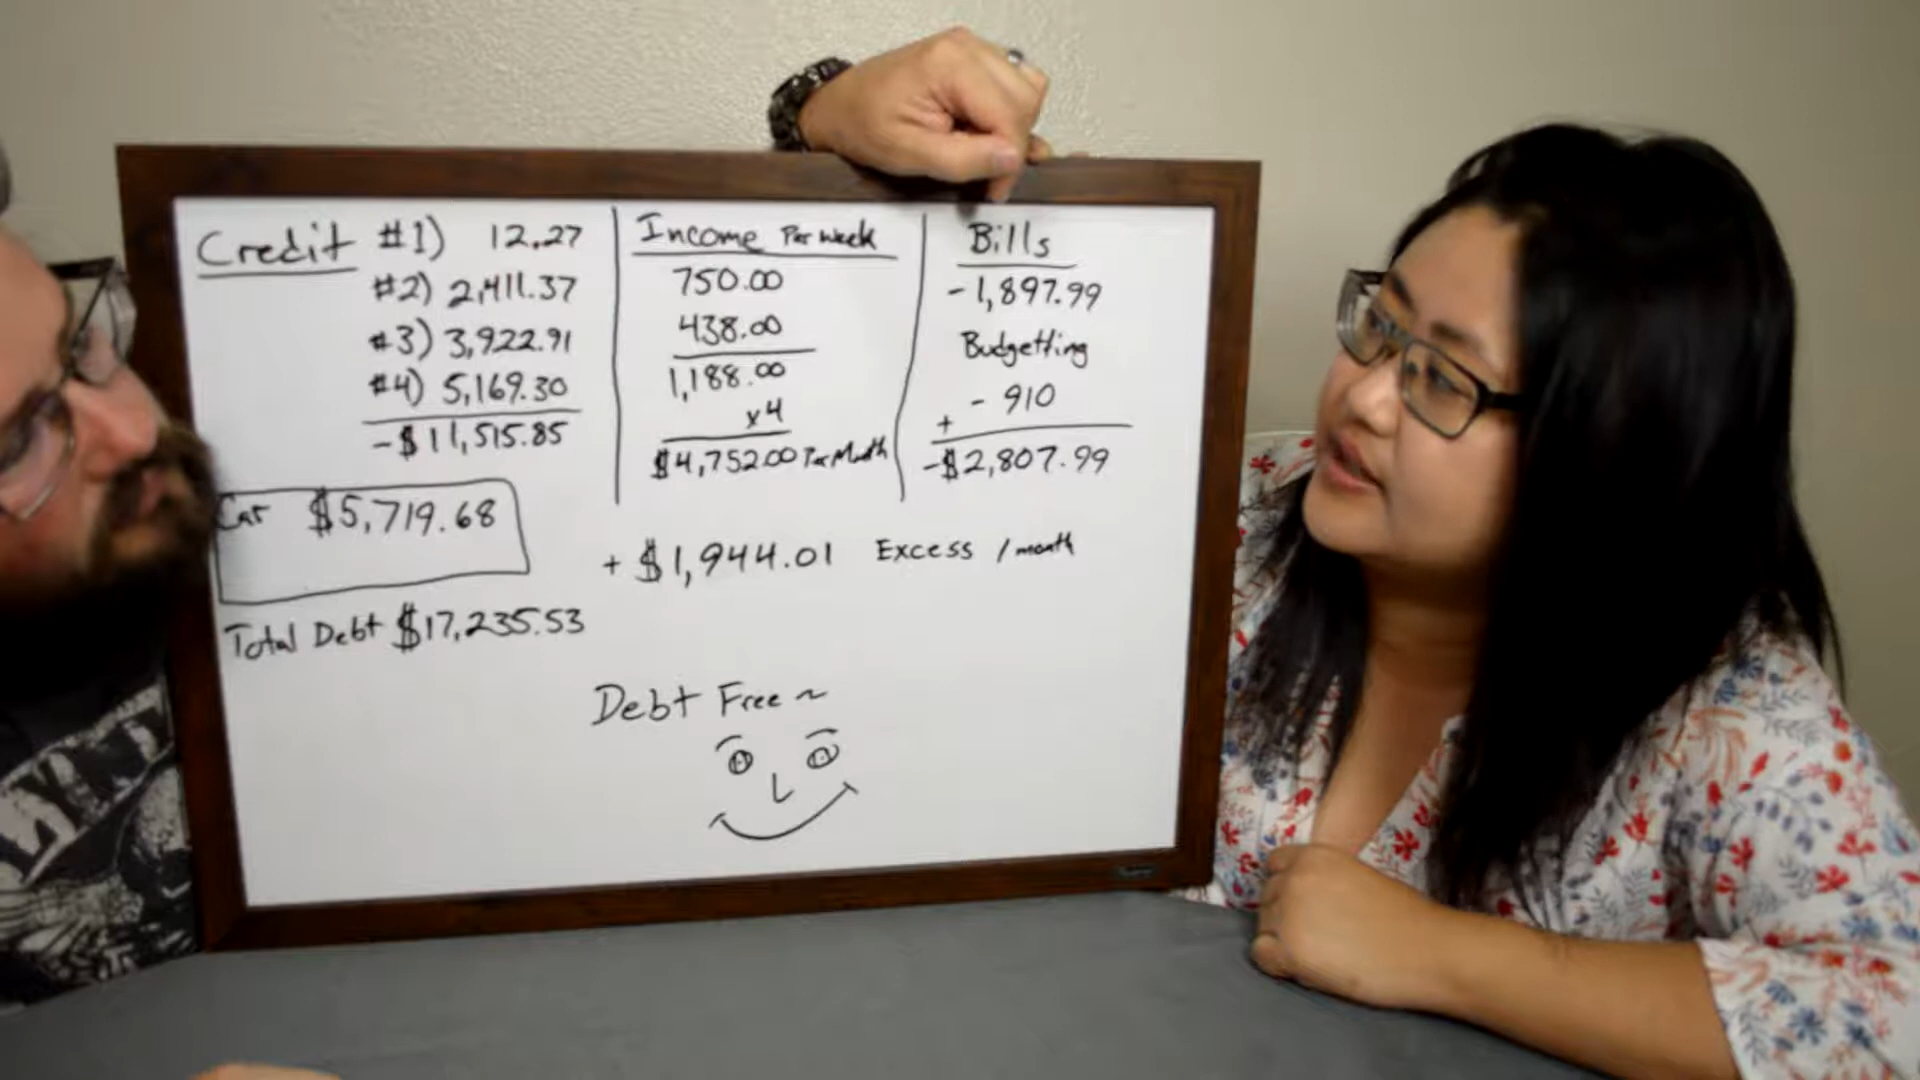 Credit #1) 12.27
#2) 2,411.37
#3) 3,922.91
#4) 5,169.30
-$11,515.85
Car $5,719.68
Total Debt $17,235.53
Income Per week
750.00
438.00
1,188.00
x4
$4,752.00 Per Month
Bills
-1,897.99
Budgetting
- 910
+
-$2,807.99
+ $1,944.01 Excess /month
Debt Free ~